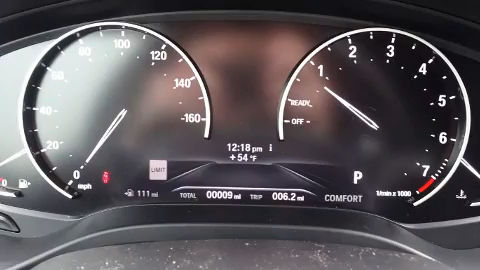 0
20
40
60
80
100
120
140
-160-
mph
1
2
3
4
5
6
7
READY
OFF
1/min x 1000
12:18 pm i
+ 54 °F
LIMIT
P
111 mi
TOTAL 00009 mi TRIP 006.2 mi COMFORT